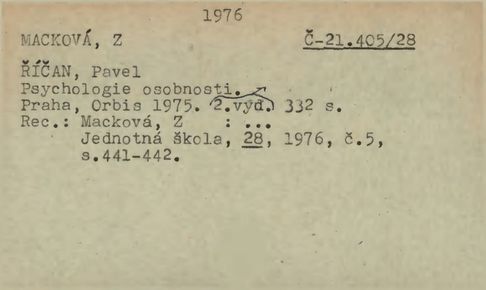 1976
MACKOVÁ, Z Č-21.405/28
ŘÍČAN, Pavel
Psychologie osobnosti.
Praha, Orbis 1975. 2.vyd. 332 s.
Rec.: Macková, Z : ...
Jednotná škola, 28, 1976, č.5,
s.441-442.